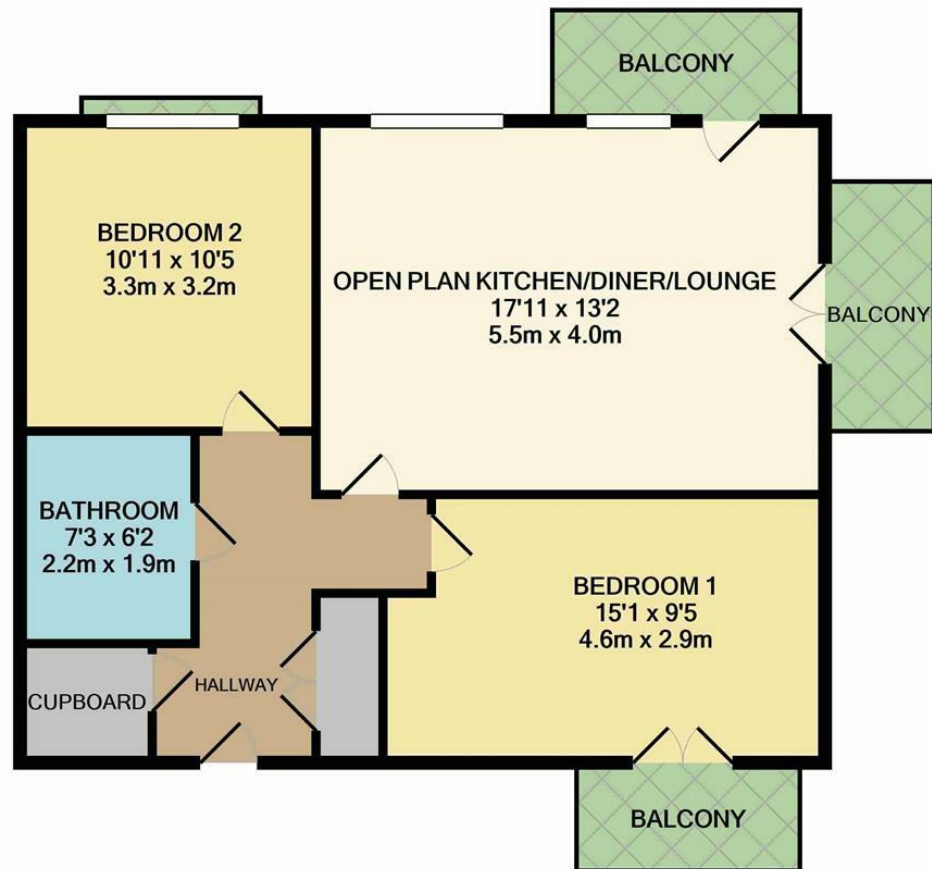 BALCONY
BEDROOM 2
10'11 x 10'5
3.3m x 3.2m
OPEN PLAN KITCHEN/DINER/LOUNGE
17'11 x 13'2
5.5m x 4.0m
BALCONY
BATHROOM
7'3 x 6'2
2.2m x 1.9m
BEDROOM 1
15'1 x 9'5
4.6m x 2.9m
CUPBOARD
HALLWAY
BALCONY